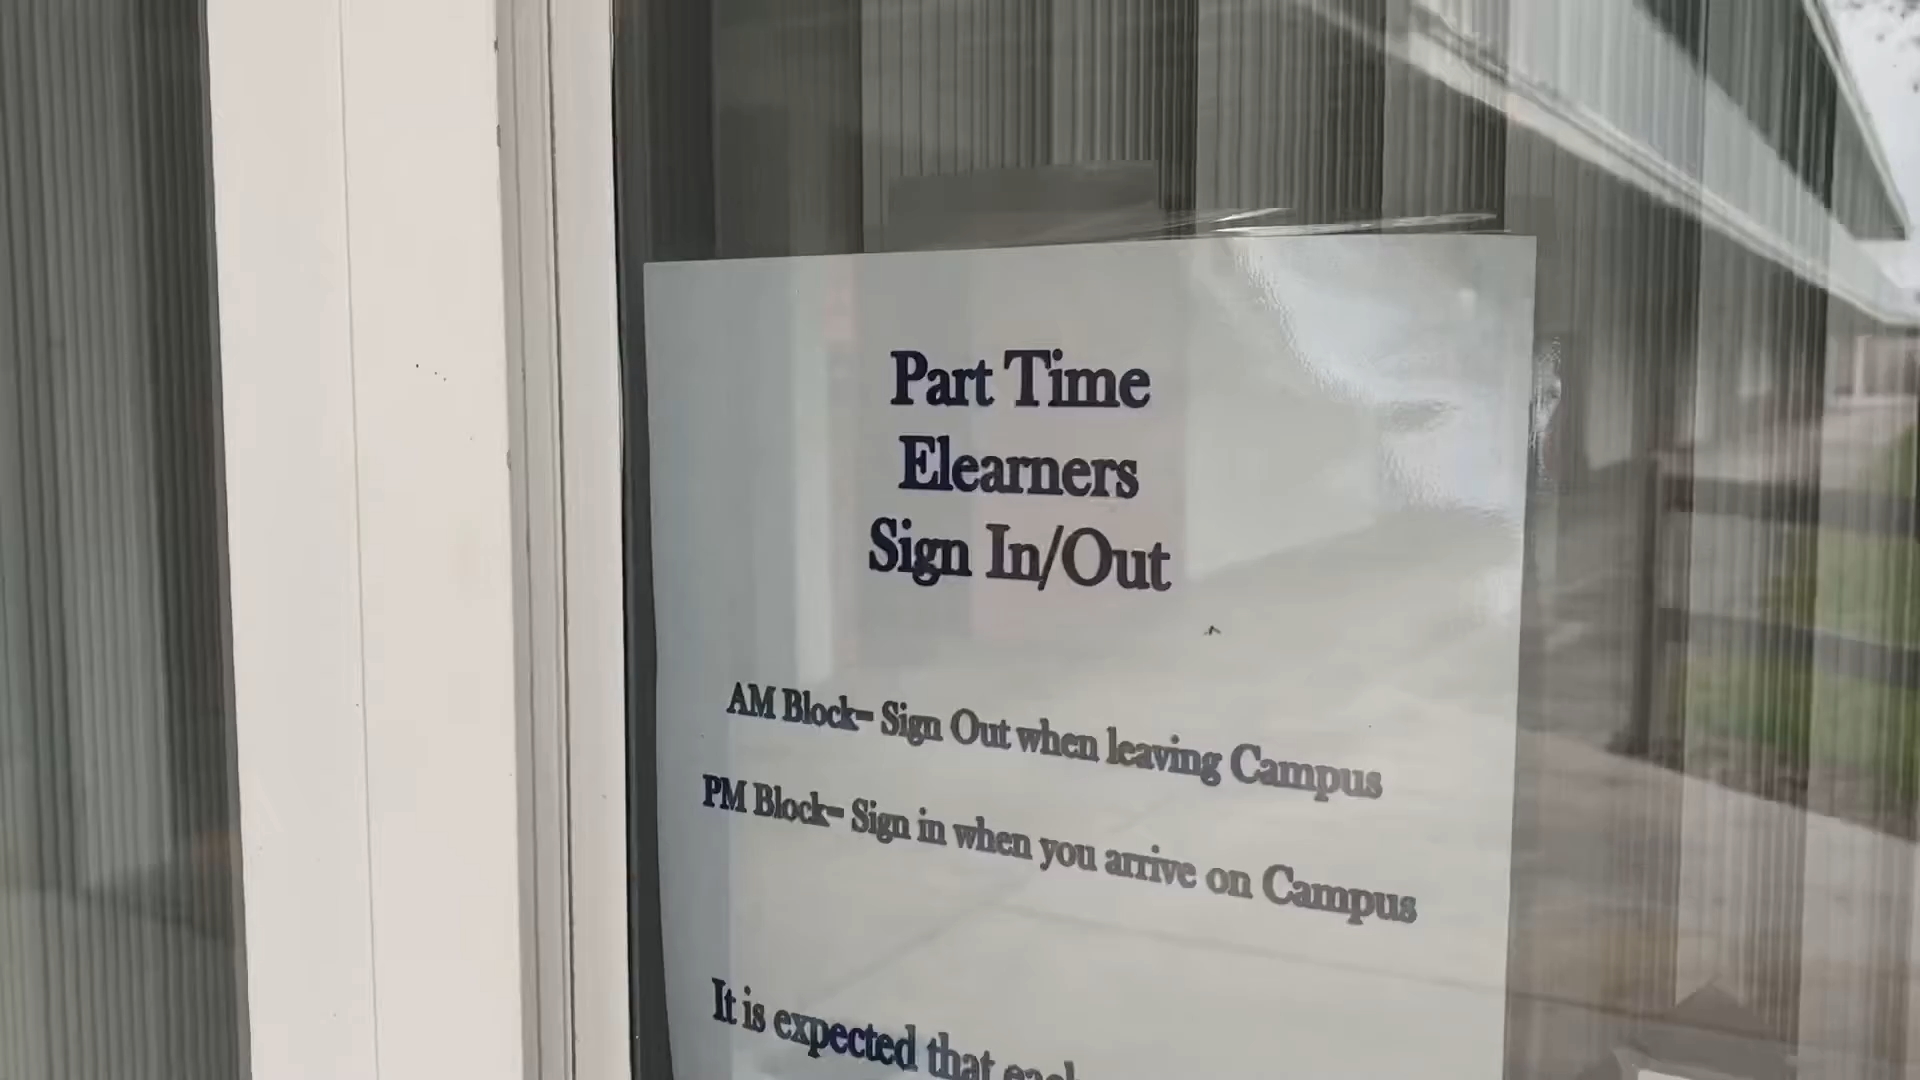 Part Time
Elearners
Sign In/Out
AM Block- Sign Out when leaving Campus
PM Block- Sign in when you arrive on Campus
It is expected that each